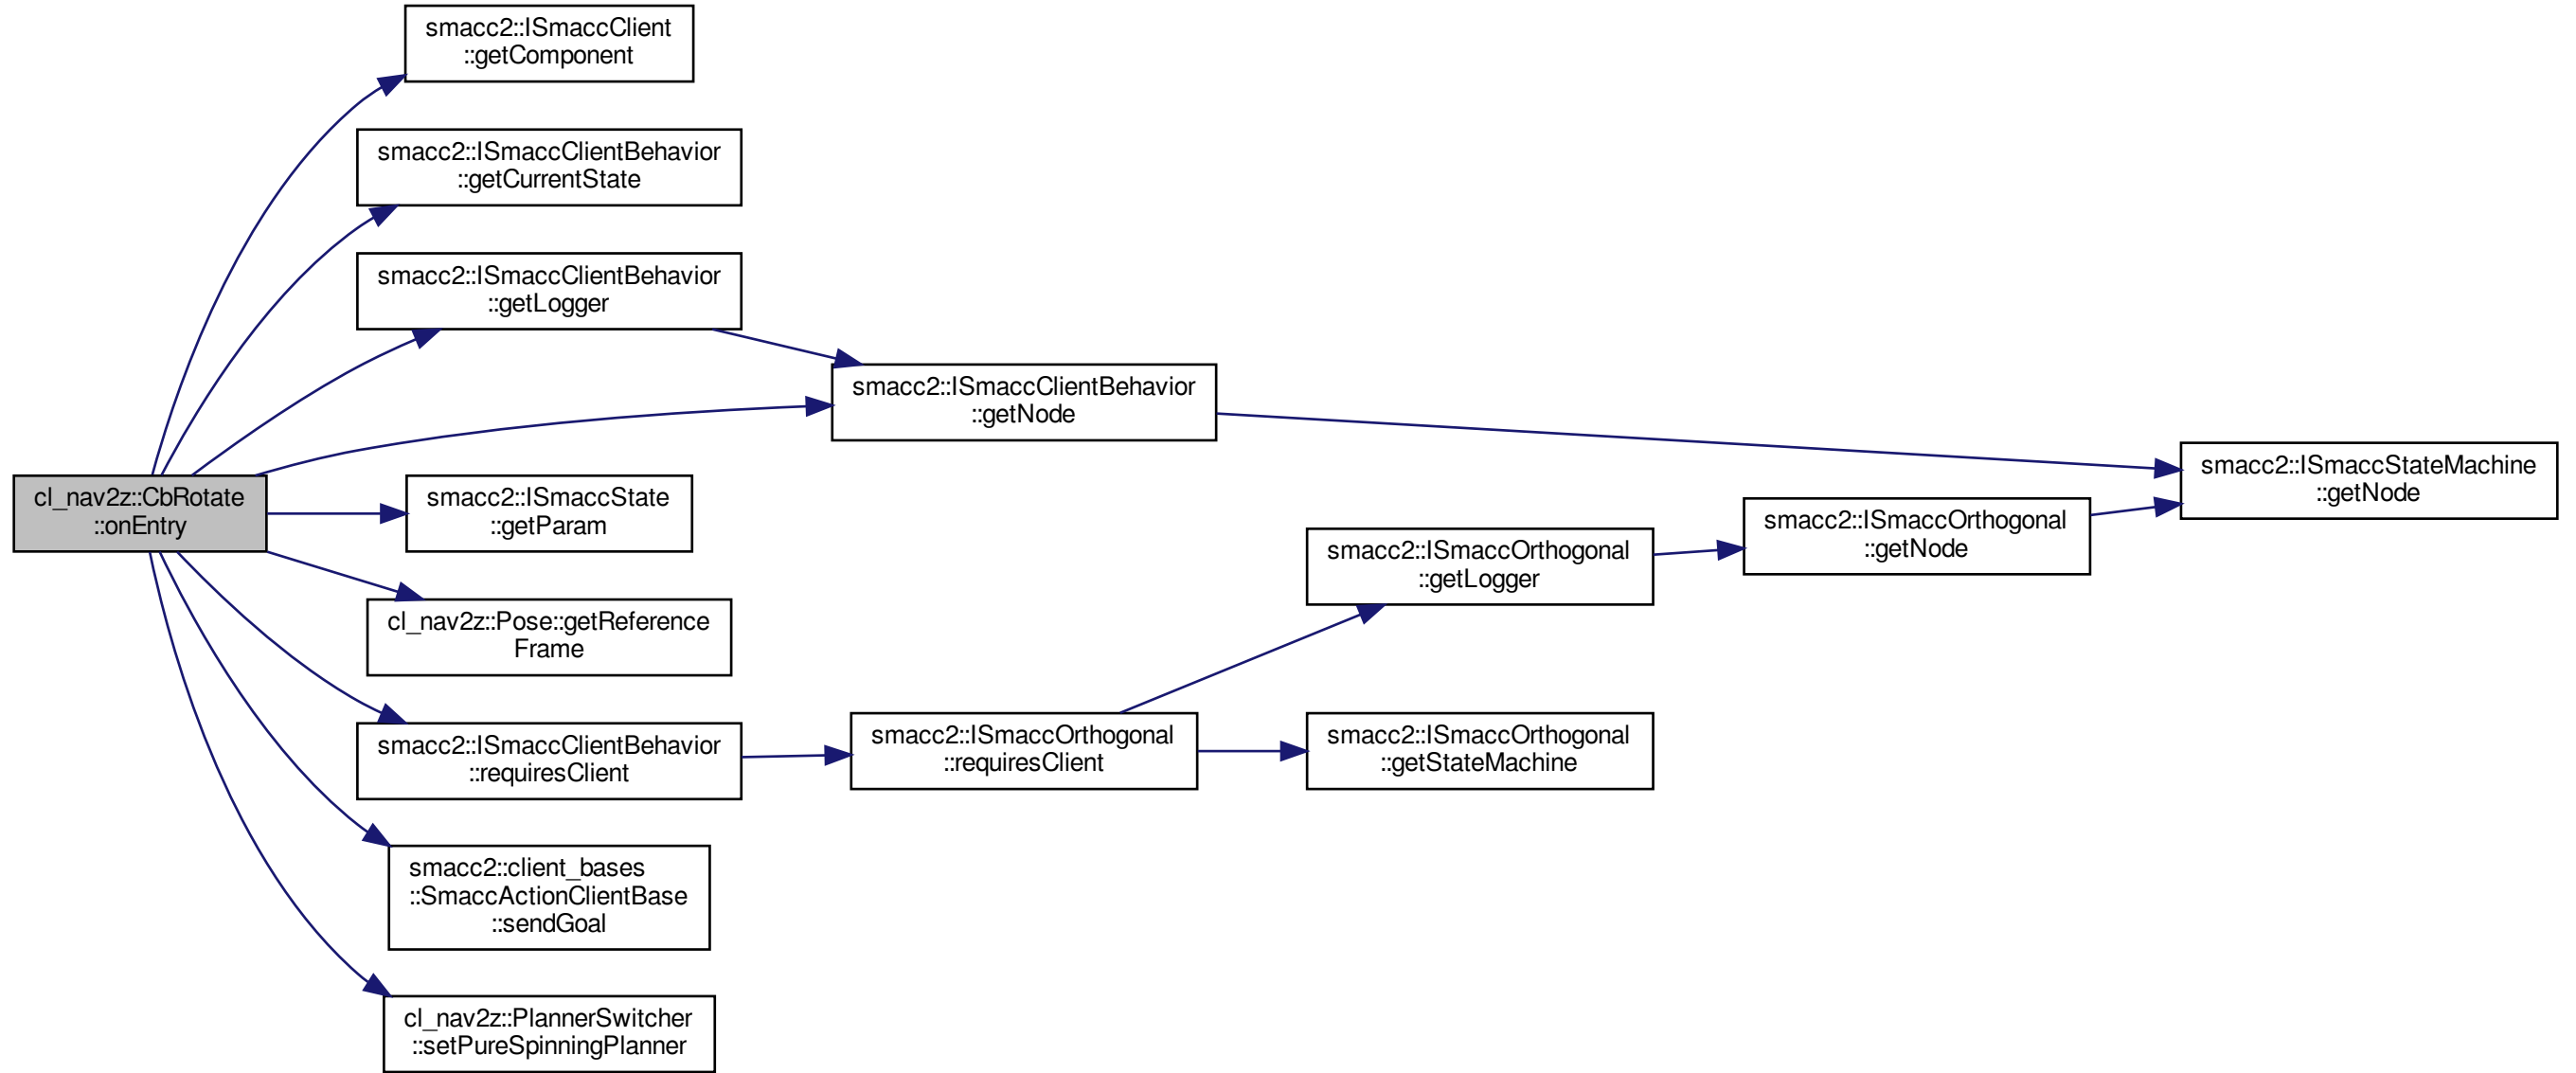 smacc2::ISmaccClient
::getComponent
smacc2::ISmaccClientBehavior
::getCurrentState
smacc2::ISmaccClientBehavior
::getLogger
smacc2::ISmaccClientBehavior
::getNode
smacc2::ISmaccStateMachine
::getNode
cl_nav2z::CbRotate
::onEntry
smacc2::ISmaccState
::getParam
smacc2::ISmaccOrthogonal
::getNode
smacc2::ISmaccOrthogonal
::getLogger
cl_nav2z::Pose::getReference
Frame
smacc2::ISmaccClientBehavior
::requiresClient
smacc2::ISmaccOrthogonal
::requiresClient
smacc2::ISmaccOrthogonal
::getStateMachine
smacc2::client_bases
::SmaccActionClientBase
::sendGoal
cl_nav2z::PlannerSwitcher
::setPureSpinningPlanner